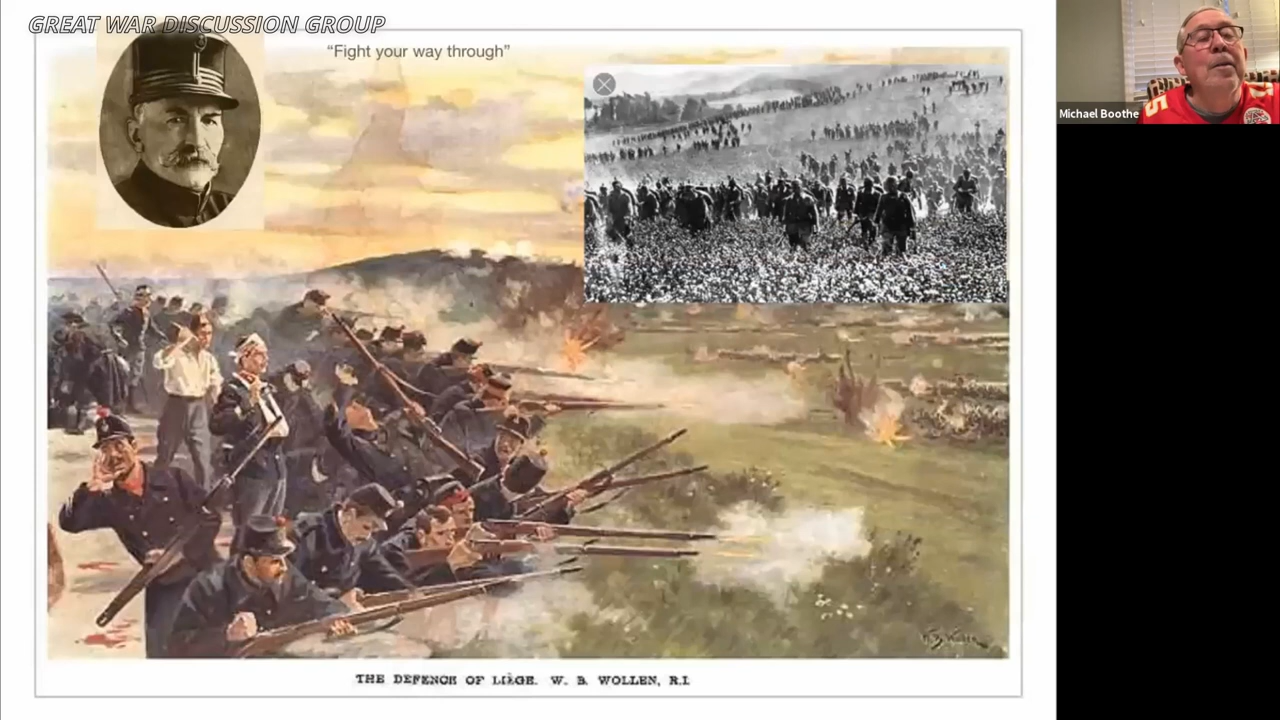 GREAT WAR DISCUSSION GROUP
“Fight your way through”
Michael Boothe
THE DEFENCE OF LIÈGE. W. B. WOLLEN, R.I.